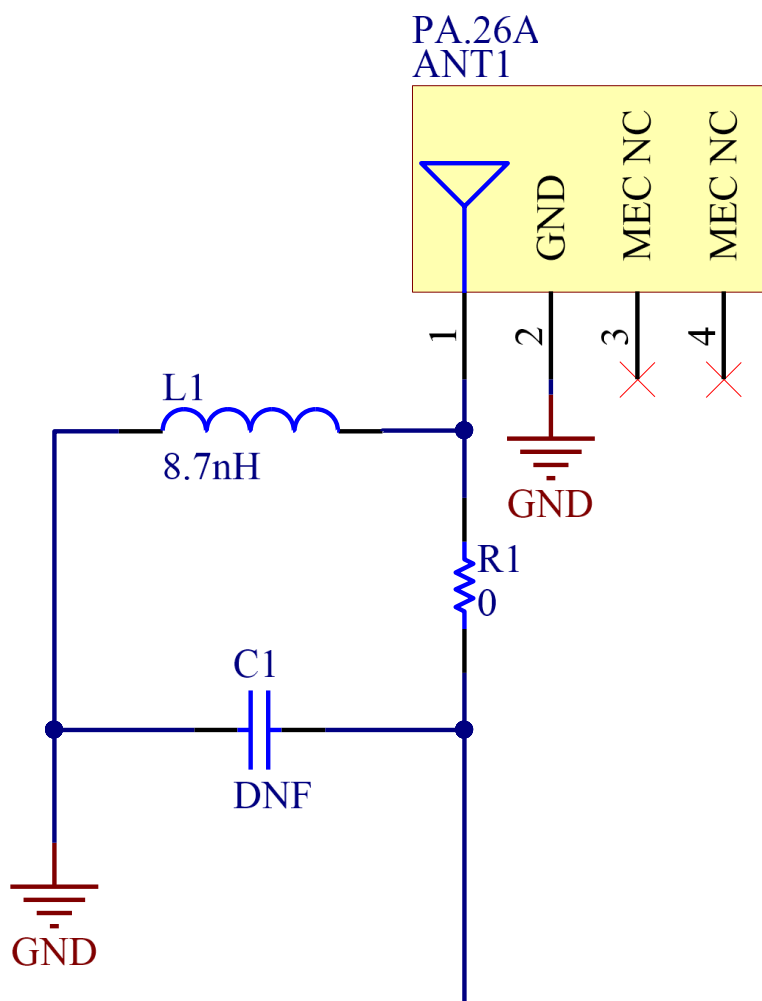 PA.26A
ANT1
GND
MEC NC
MEC NC
1
2
3
4
L1
8.7nH
GND
R1
0
C1
DNF
GND